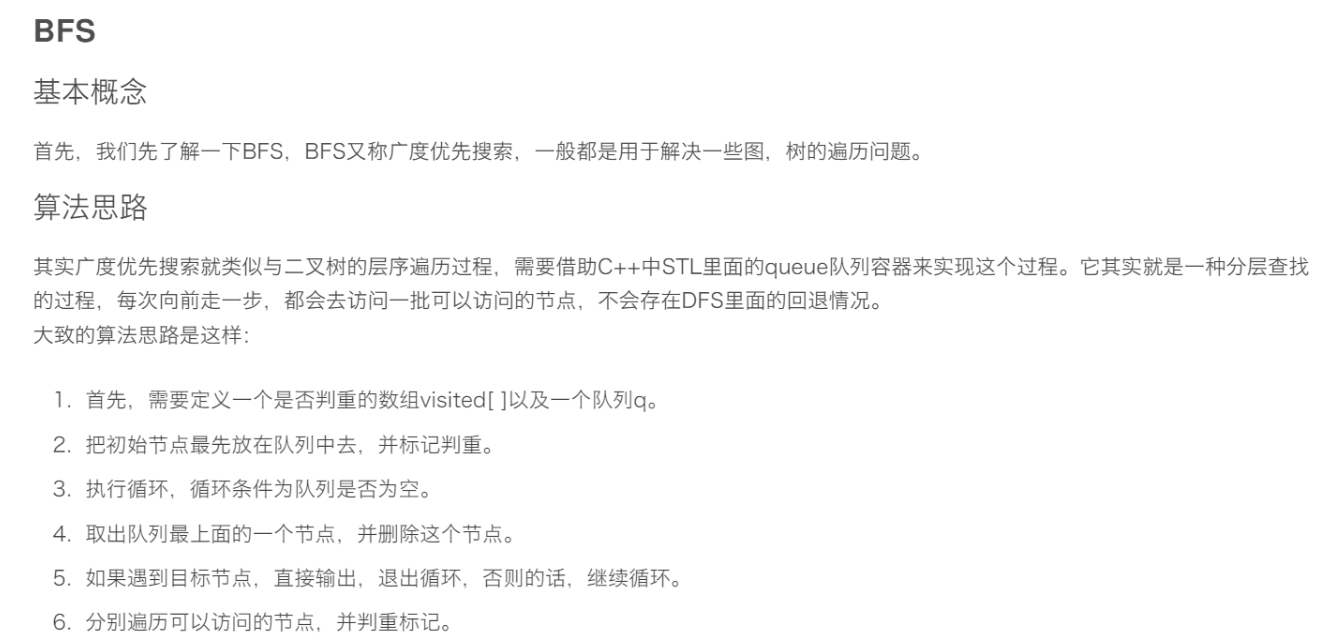 BFS
基本概念
首先，我们先了解一下BFS，BFS又称广度优先搜索，一般都是用于解决一些图，树的遍历问题。
算法思路
其实广度优先搜索就类似与二叉树的层序遍历过程，需要借助C++中STL里面的queue队列容器来实现这个过程。它其实就是一种分层查找
的过程，每次向前走一步，都会去访问一批可以访问的节点，不会存在DFS里面的回退情况。
大致的算法思路是这样：
1. 首先，需要定义一个是否判重的数组visited[ ]以及一个队列q。
2. 把初始节点最先放在队列中去，并标记判重。
3. 执行循环，循环条件为队列是否为空。
4. 取出队列最上面的一个节点，并删除这个节点。
5. 如果遇到目标节点，直接输出，退出循环，否则的话，继续循环。
6. 分别遍历可以访问的节点，并判重标记。